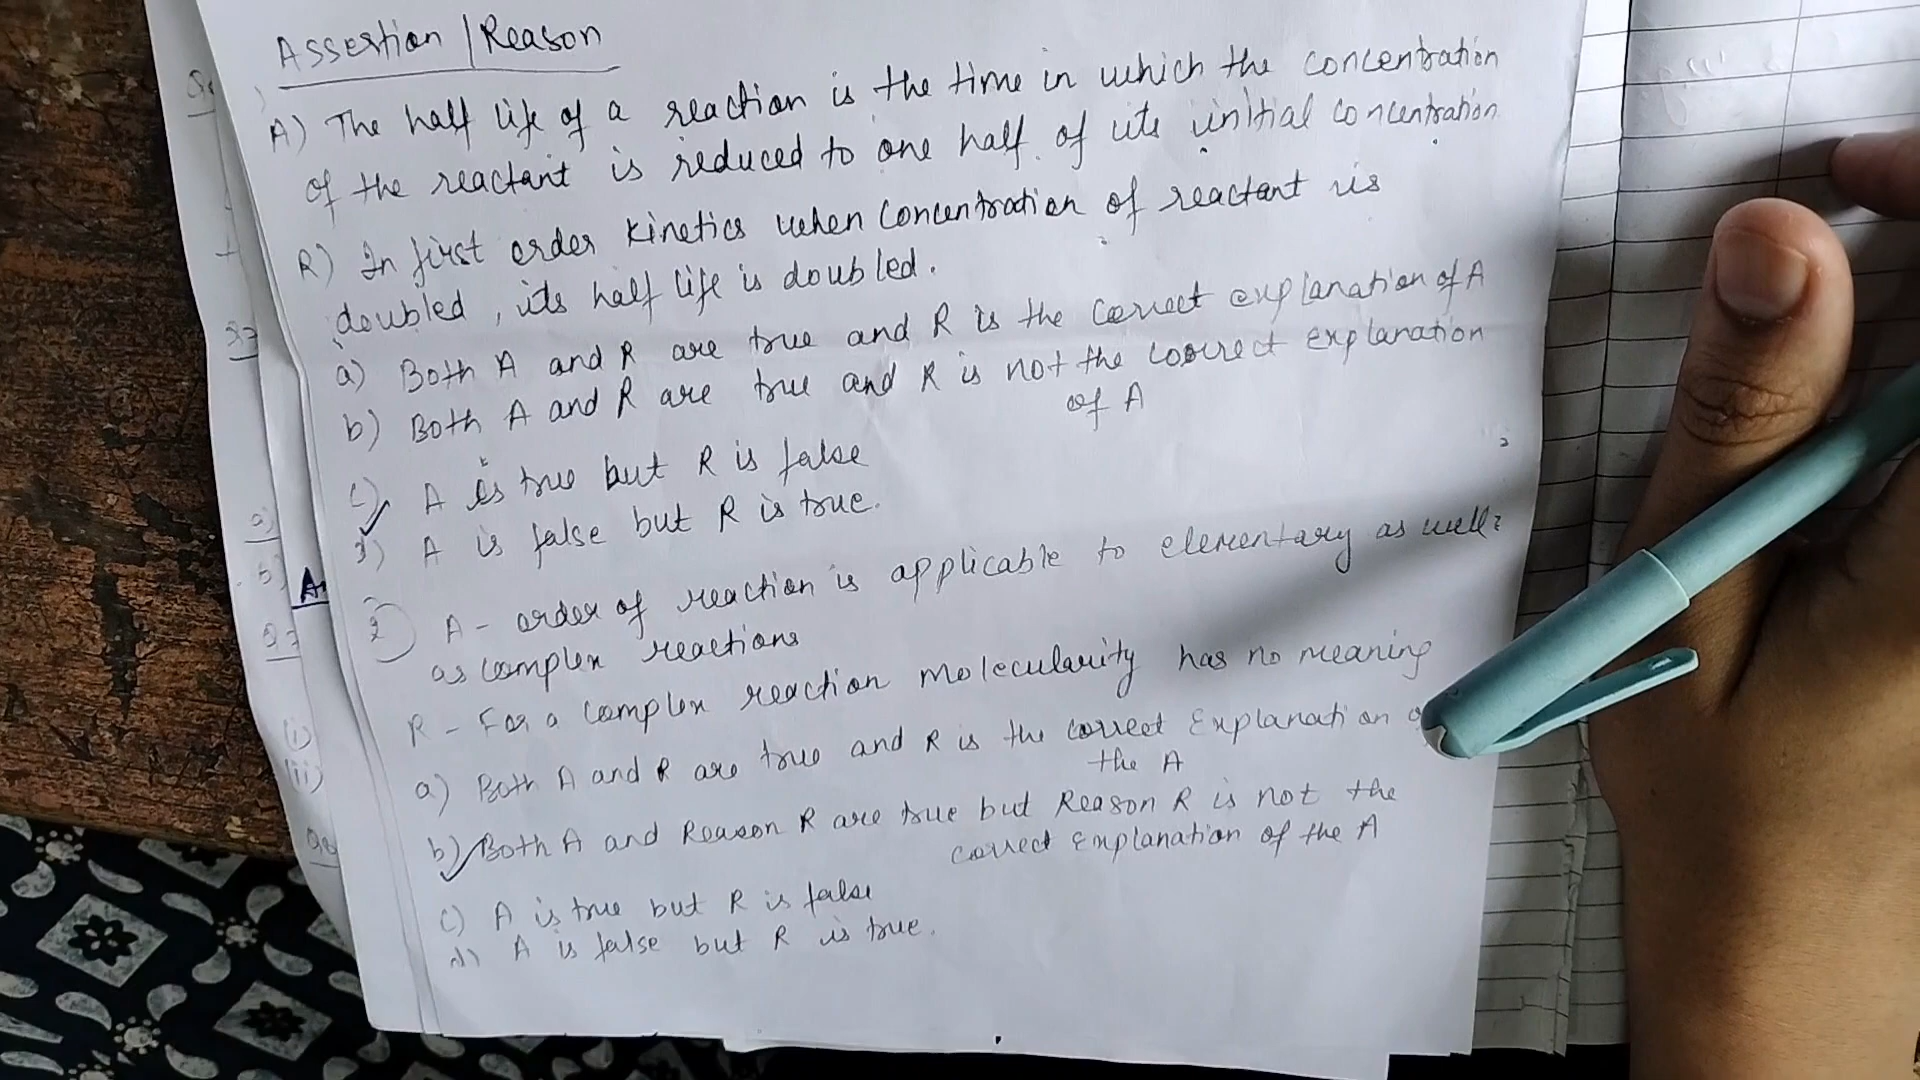 Assertion | Reason
A) The half life of a reaction is the time in which the concentration
of the reactant is reduced to one half of its initial concentration.
R) In first order kinetics when concentration of reactant is
doubled, its half life is doubled.
a) Both A and R are true and R is the correct explanation of A
b) Both A and R are true and R is not the correct explanation
of A
c) A is true but R is false
d) A is false but R is true.
2) A - order of reaction is applicable to elementary as well
as complex reactions
R - For a complex reaction molecularity has no meaning
a) Both A and R are true and R is the correct Explanation
the A
b) Both A and Reason R are true but Reason R is not the
correct Explanation of the A
c) A is true but R is false
d) A is false but R is true.
a)
b)
(i)
(ii)